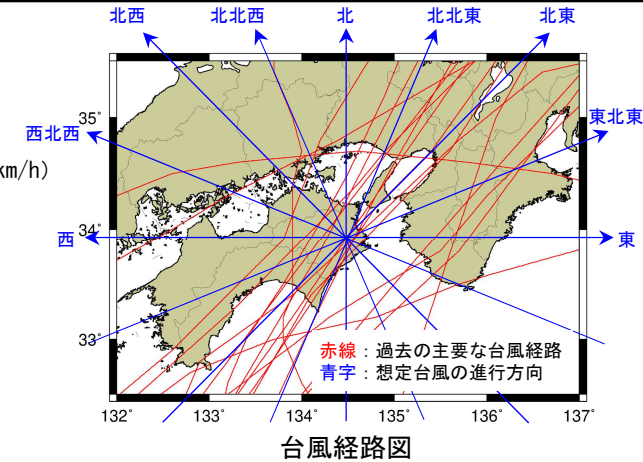 北西
北北西
北
北北東
北東
35°
西北西
東北東
km/h)
34°
西
東
33°
赤線：過去の主要な台風経路
青字：想定台風の進行方向
132°
133°
134°
135°
136°
137°
台風経路図